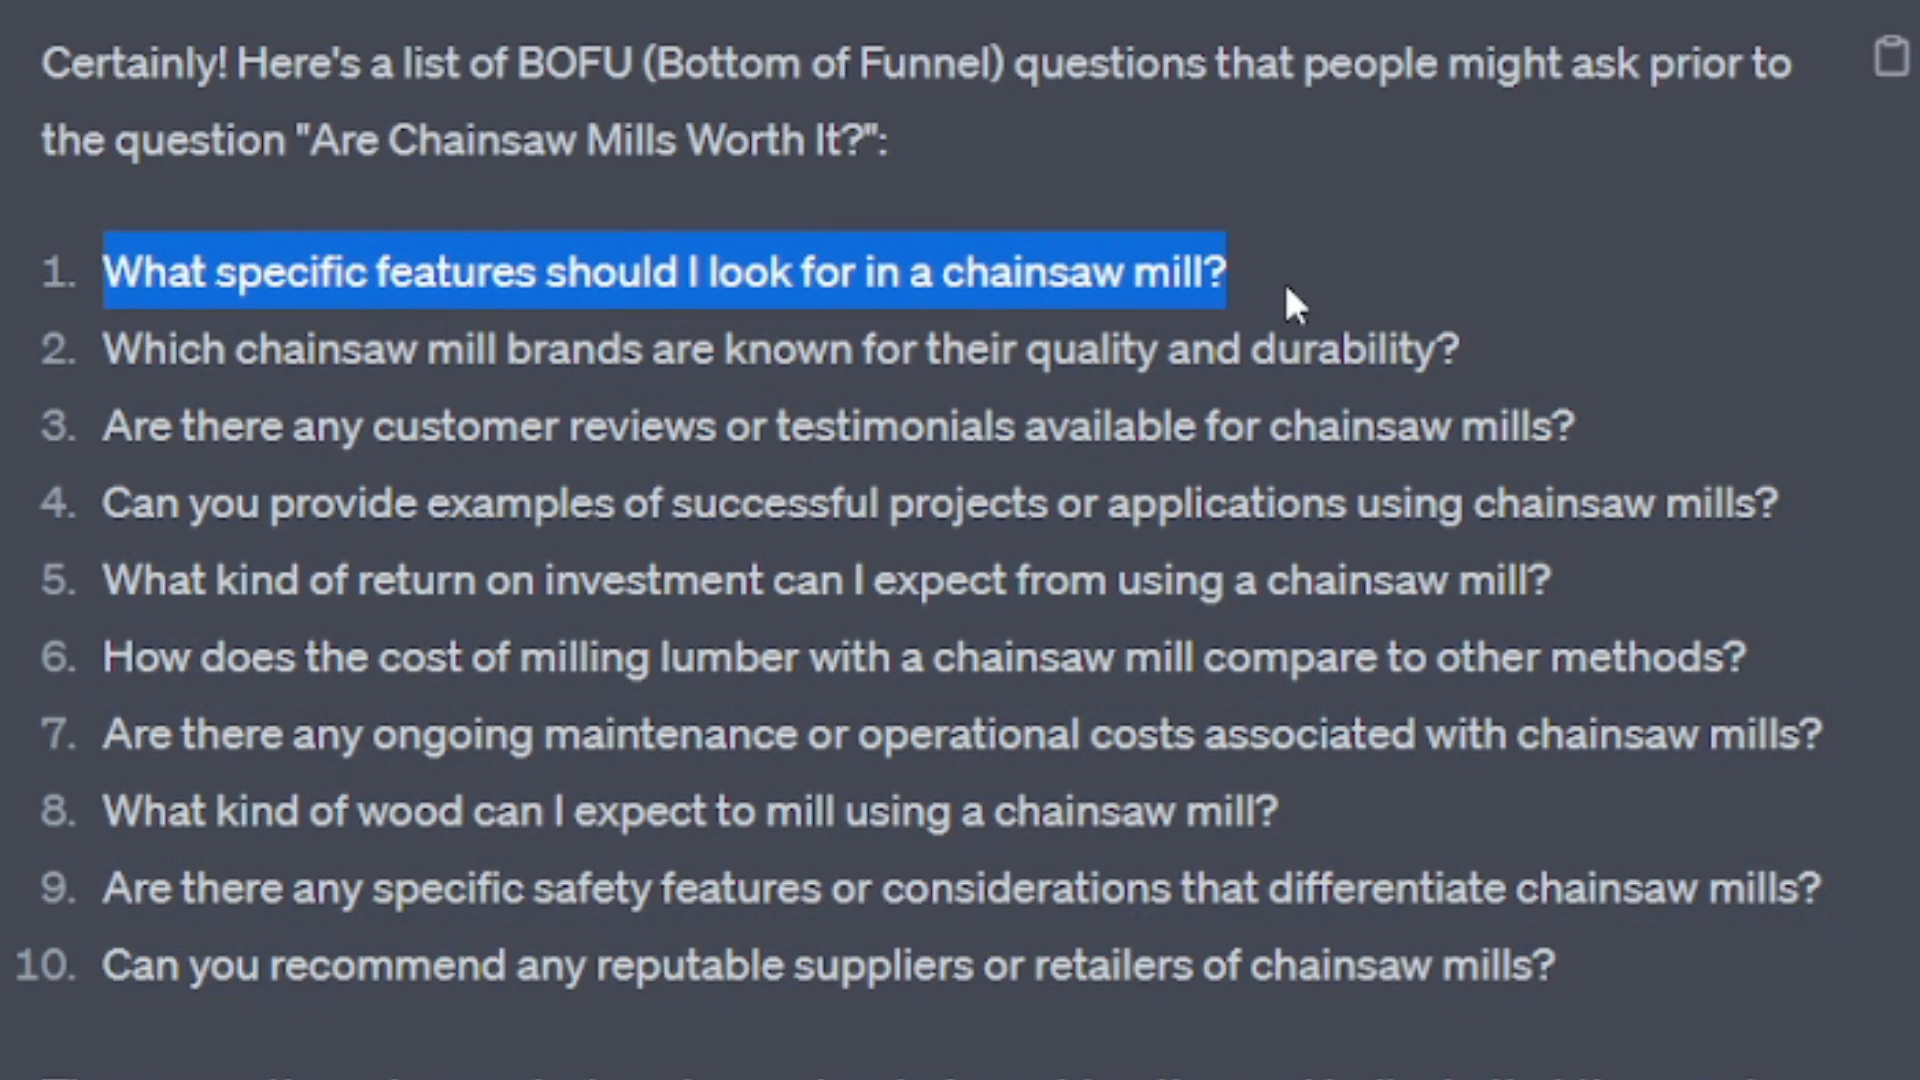 Certainly! Here's a list of BOFU (Bottom of Funnel) questions that people might ask prior to
the question "Are Chainsaw Mills Worth It?":
1. What specific features should I look for in a chainsaw mill?
2. Which chainsaw mill brands are known for their quality and durability?
3. Are there any customer reviews or testimonials available for chainsaw mills?
4. Can you provide examples of successful projects or applications using chainsaw mills?
5. What kind of return on investment can I expect from using a chainsaw mill?
6. How does the cost of milling lumber with a chainsaw mill compare to other methods?
7. Are there any ongoing maintenance or operational costs associated with chainsaw mills?
8. What kind of wood can I expect to mill using a chainsaw mill?
9. Are there any specific safety features or considerations that differentiate chainsaw mills?
10. Can you recommend any reputable suppliers or retailers of chainsaw mills?